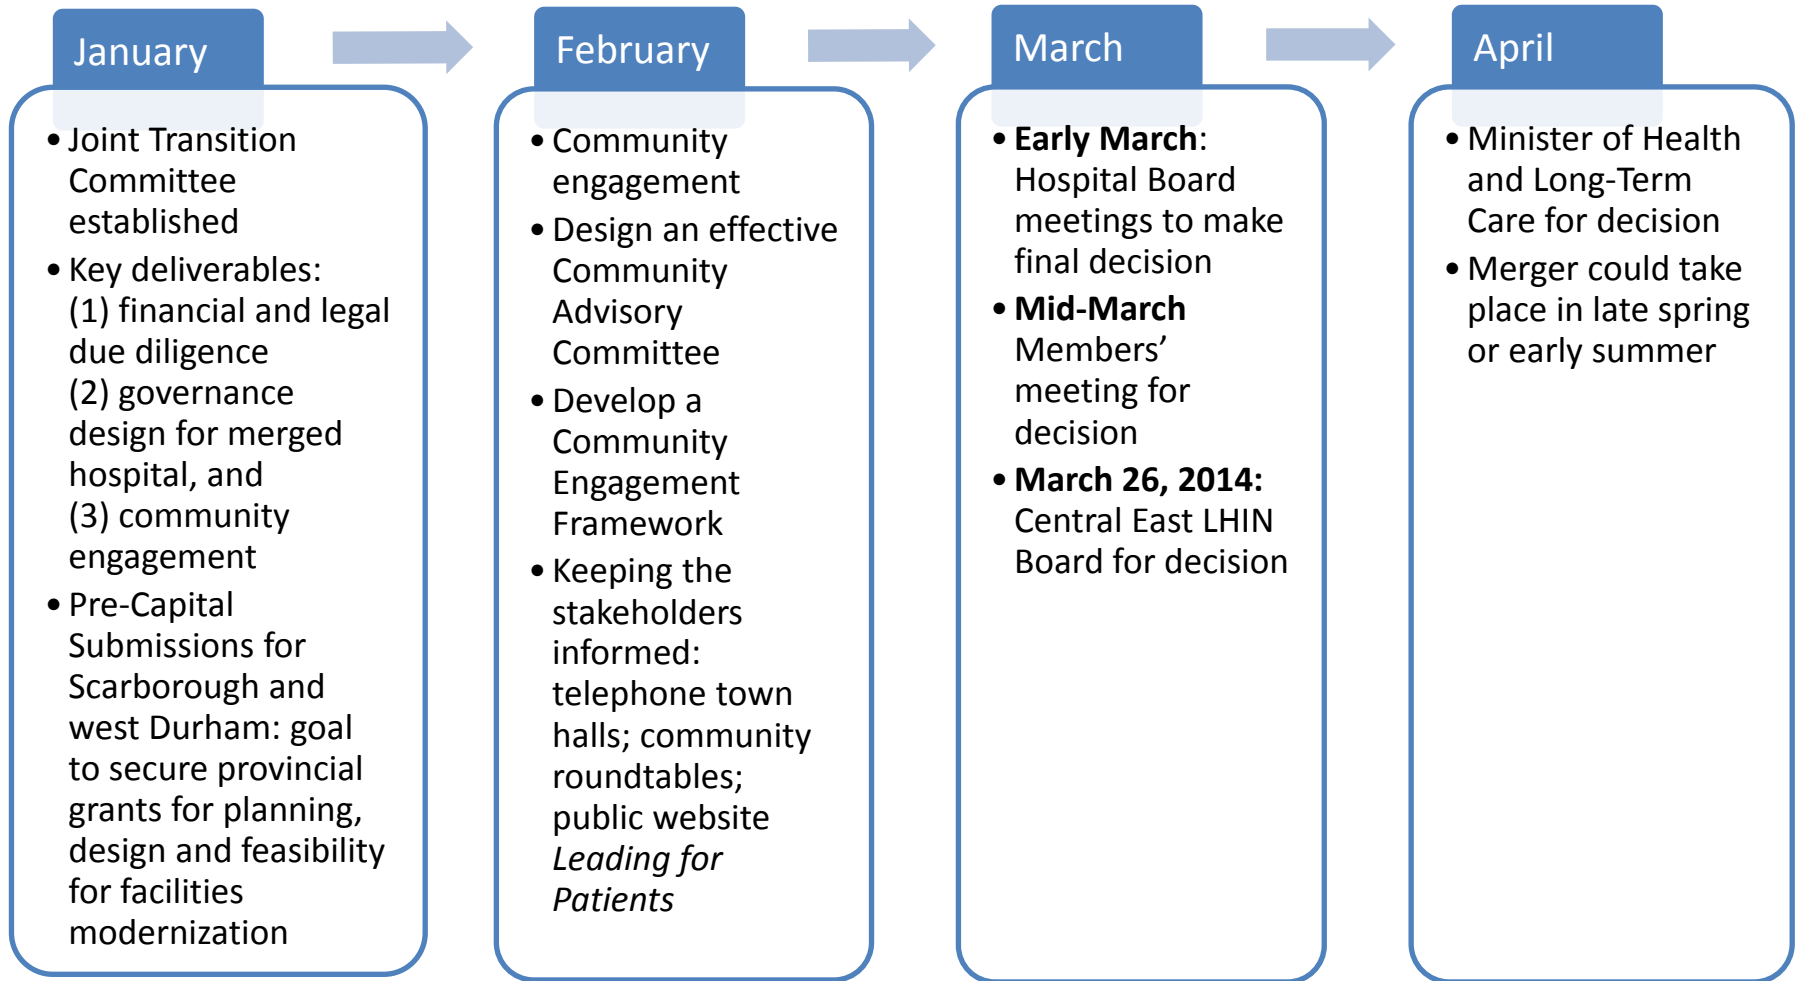 January
• Joint Transition
Committee
established
• Key deliverables:
(1) financial and legal
due diligence
(2) governance
design for merged
hospital, and
(3) community
engagement
• Pre-Capital
Submissions for
Scarborough and
west Durham: goal
to secure provincial
grants for planning,
design and feasibility
for facilities
modernization
February
• Community
engagement
• Design an effective
Community
Advisory
Committee
• Develop a
Community
Engagement
Framework
• Keeping the
stakeholders
informed:
telephone town
halls; community
roundtables;
public website
Leading for
Patients
March
• Early March:
Hospital Board
meetings to make
final decision
• Mid-March
Members’
meeting for
decision
• March 26, 2014:
Central East LHIN
Board for decision
April
• Minister of Health
and Long-Term
Care for decision
• Merger could take
place in late spring
or early summer